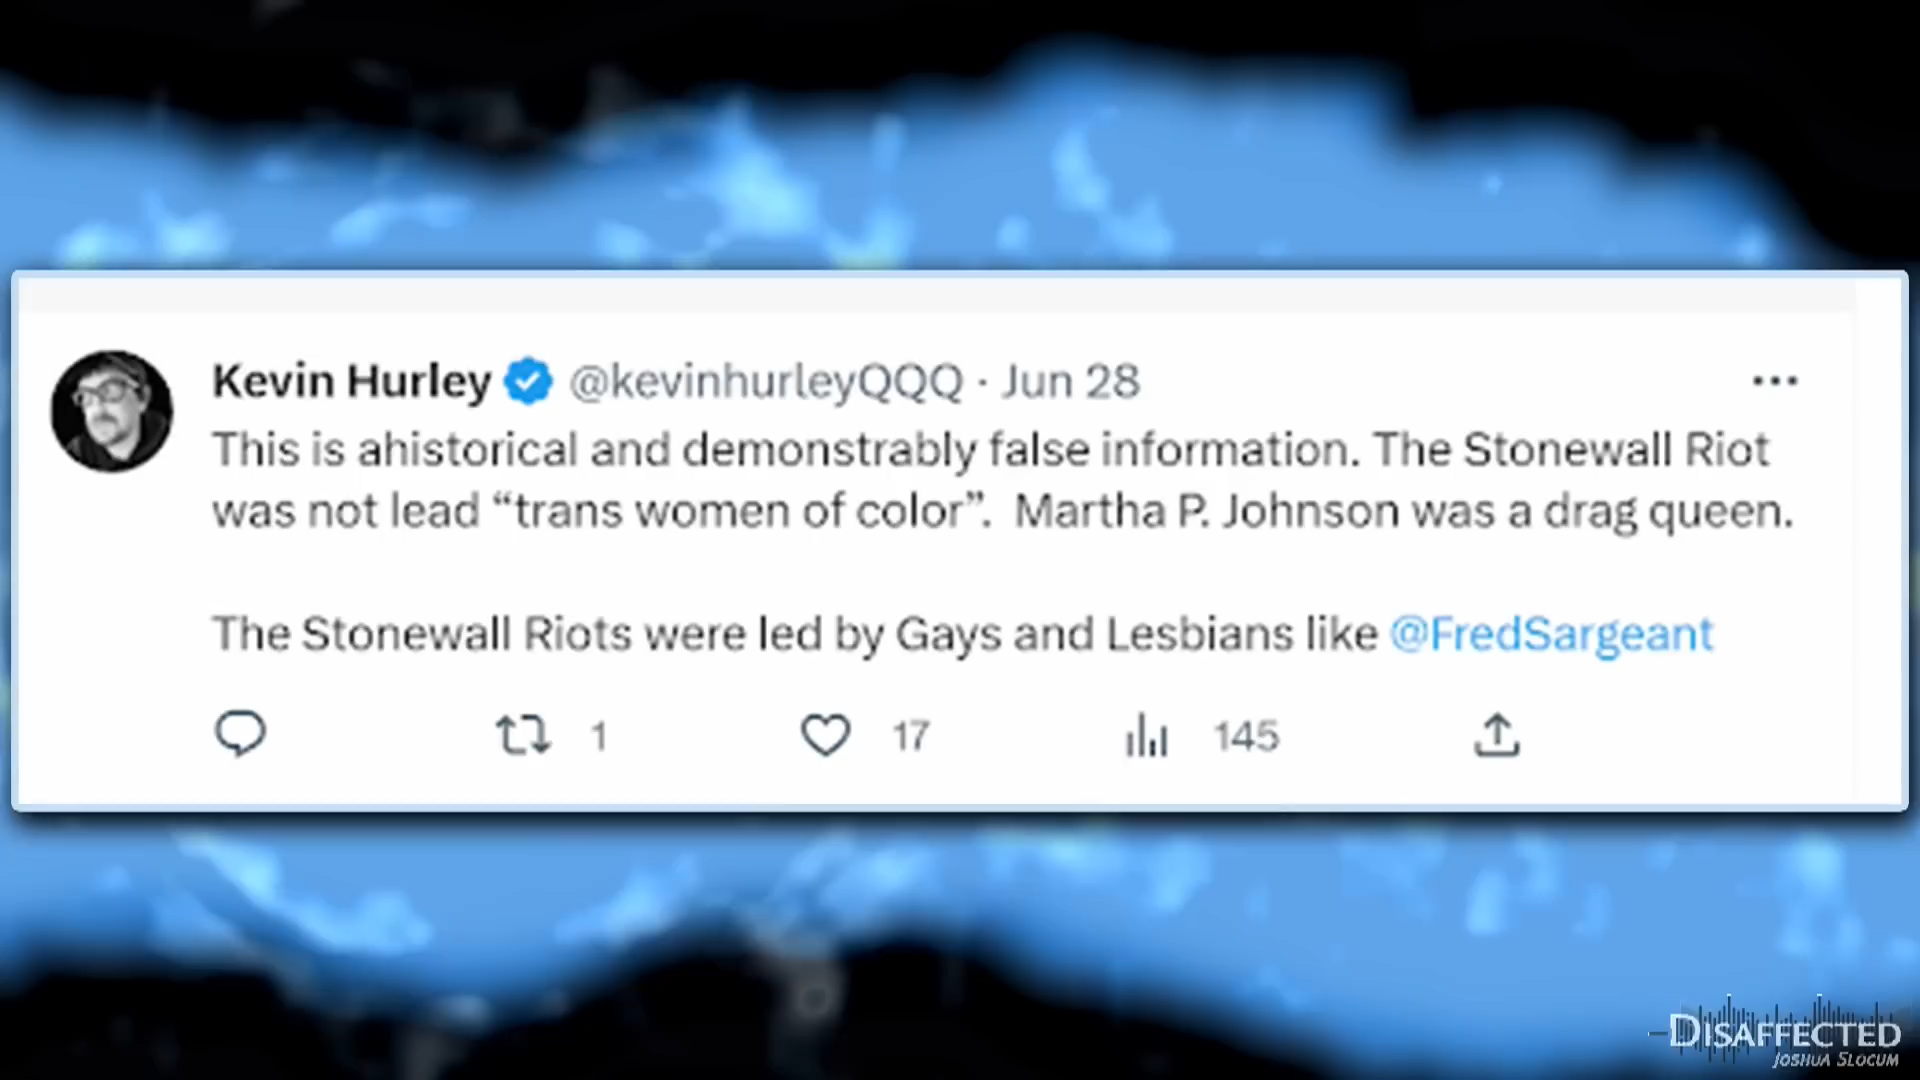 Kevin Hurley @kevinhurleyQQQ · Jun 28
This is ahistorical and demonstrably false information. The Stonewall Riot
was not lead “trans women of color”. Martha P. Johnson was a drag queen.
The Stonewall Riots were led by Gays and Lesbians like @FredSargeant
1 17 145
DISAFFECTED
JOSHUA SLOCUM